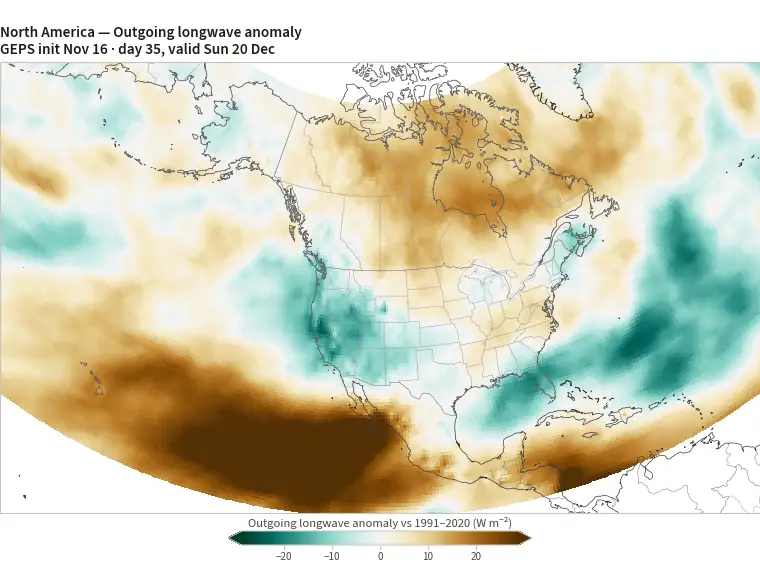 North America — Outgoing longwave anomaly
GEPS init Nov 16 · day 35, valid Sun 20 Dec
Outgoing longwave anomaly vs 1991–2020 (W m⁻²)
−20 −10 0 10 20